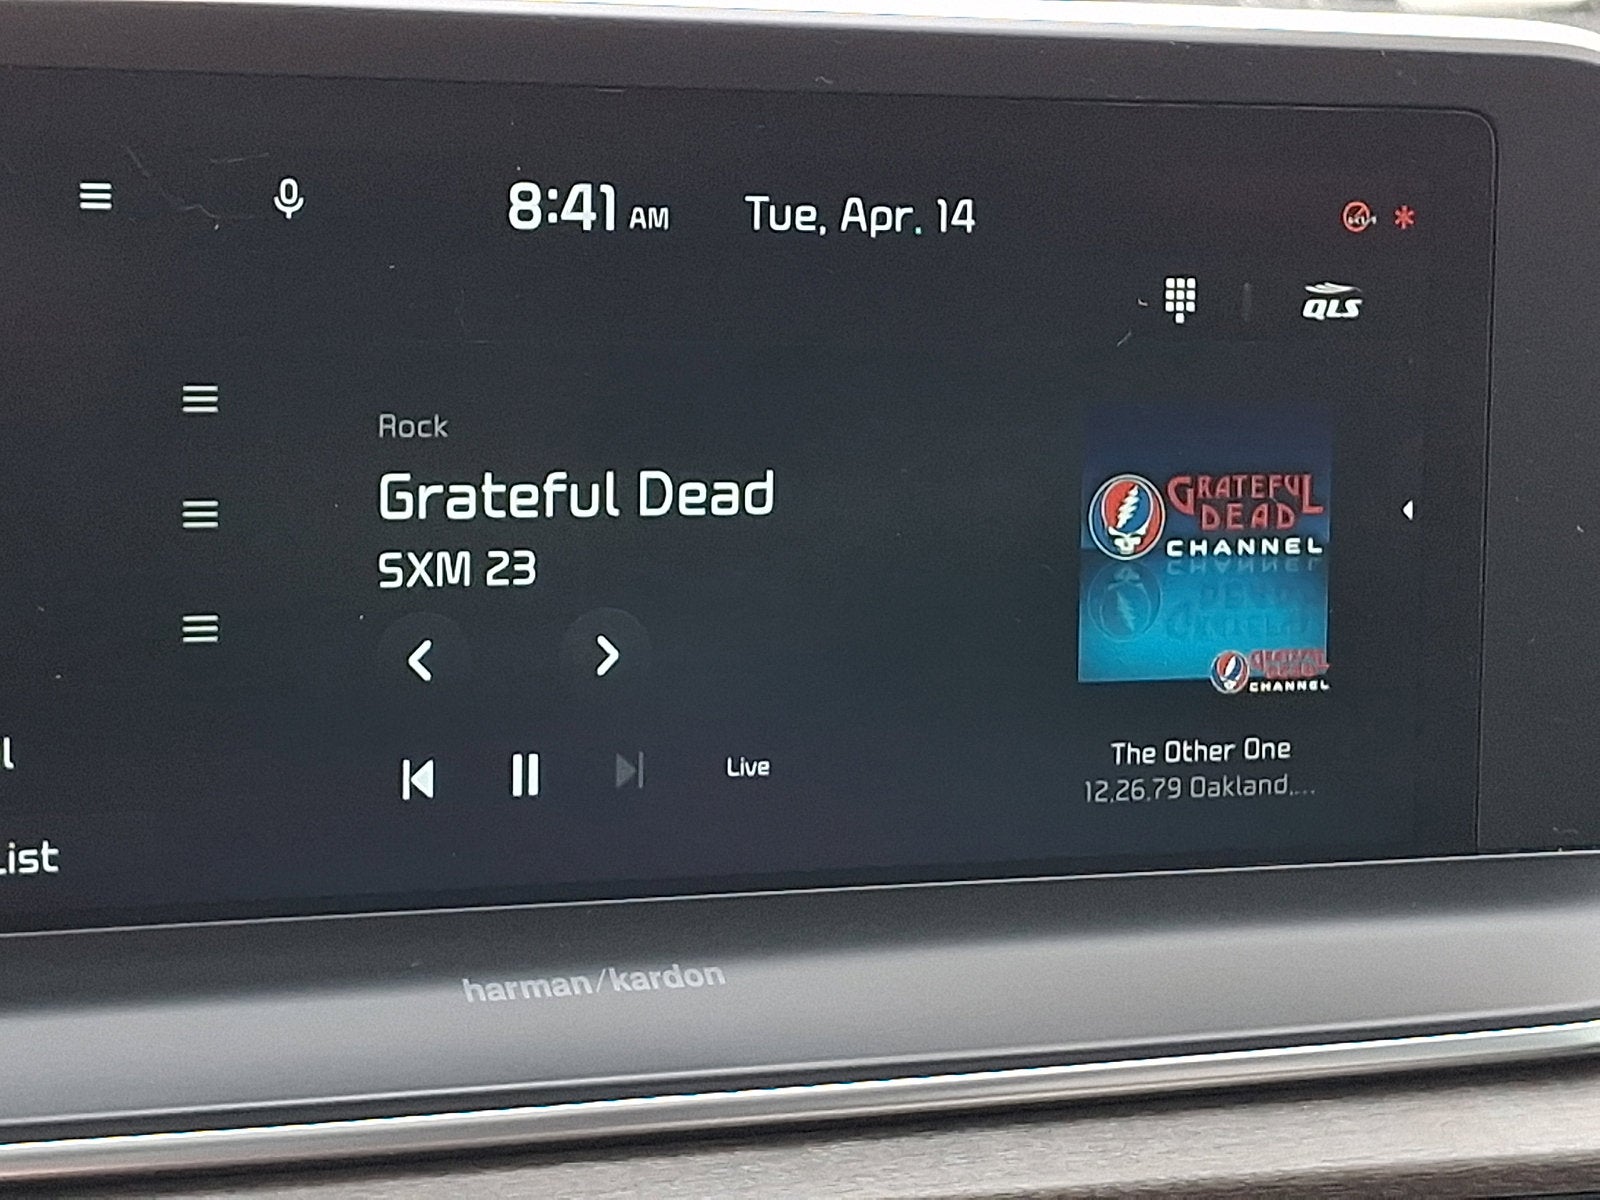 8:41 AM Tue, Apr. 14
QLS
Rock
Grateful Dead
SXM 23
GRATEFUL
DEAD
CHANNEL
CHANNEL
Live
The Other One
12.26.79 Oakland,...
l
List
harman/kardon